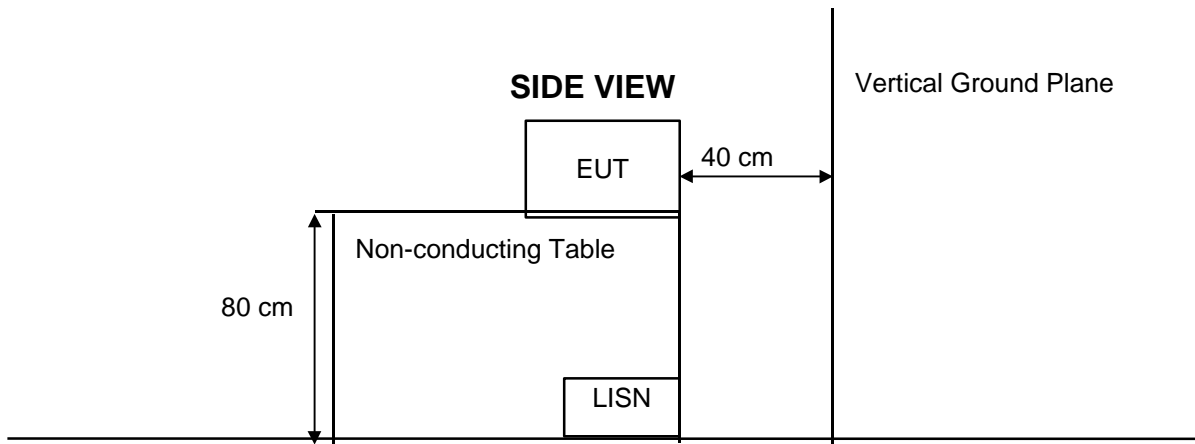 SIDE VIEW
Vertical Ground Plane
EUT
40 cm
Non-conducting Table
80 cm
LISN